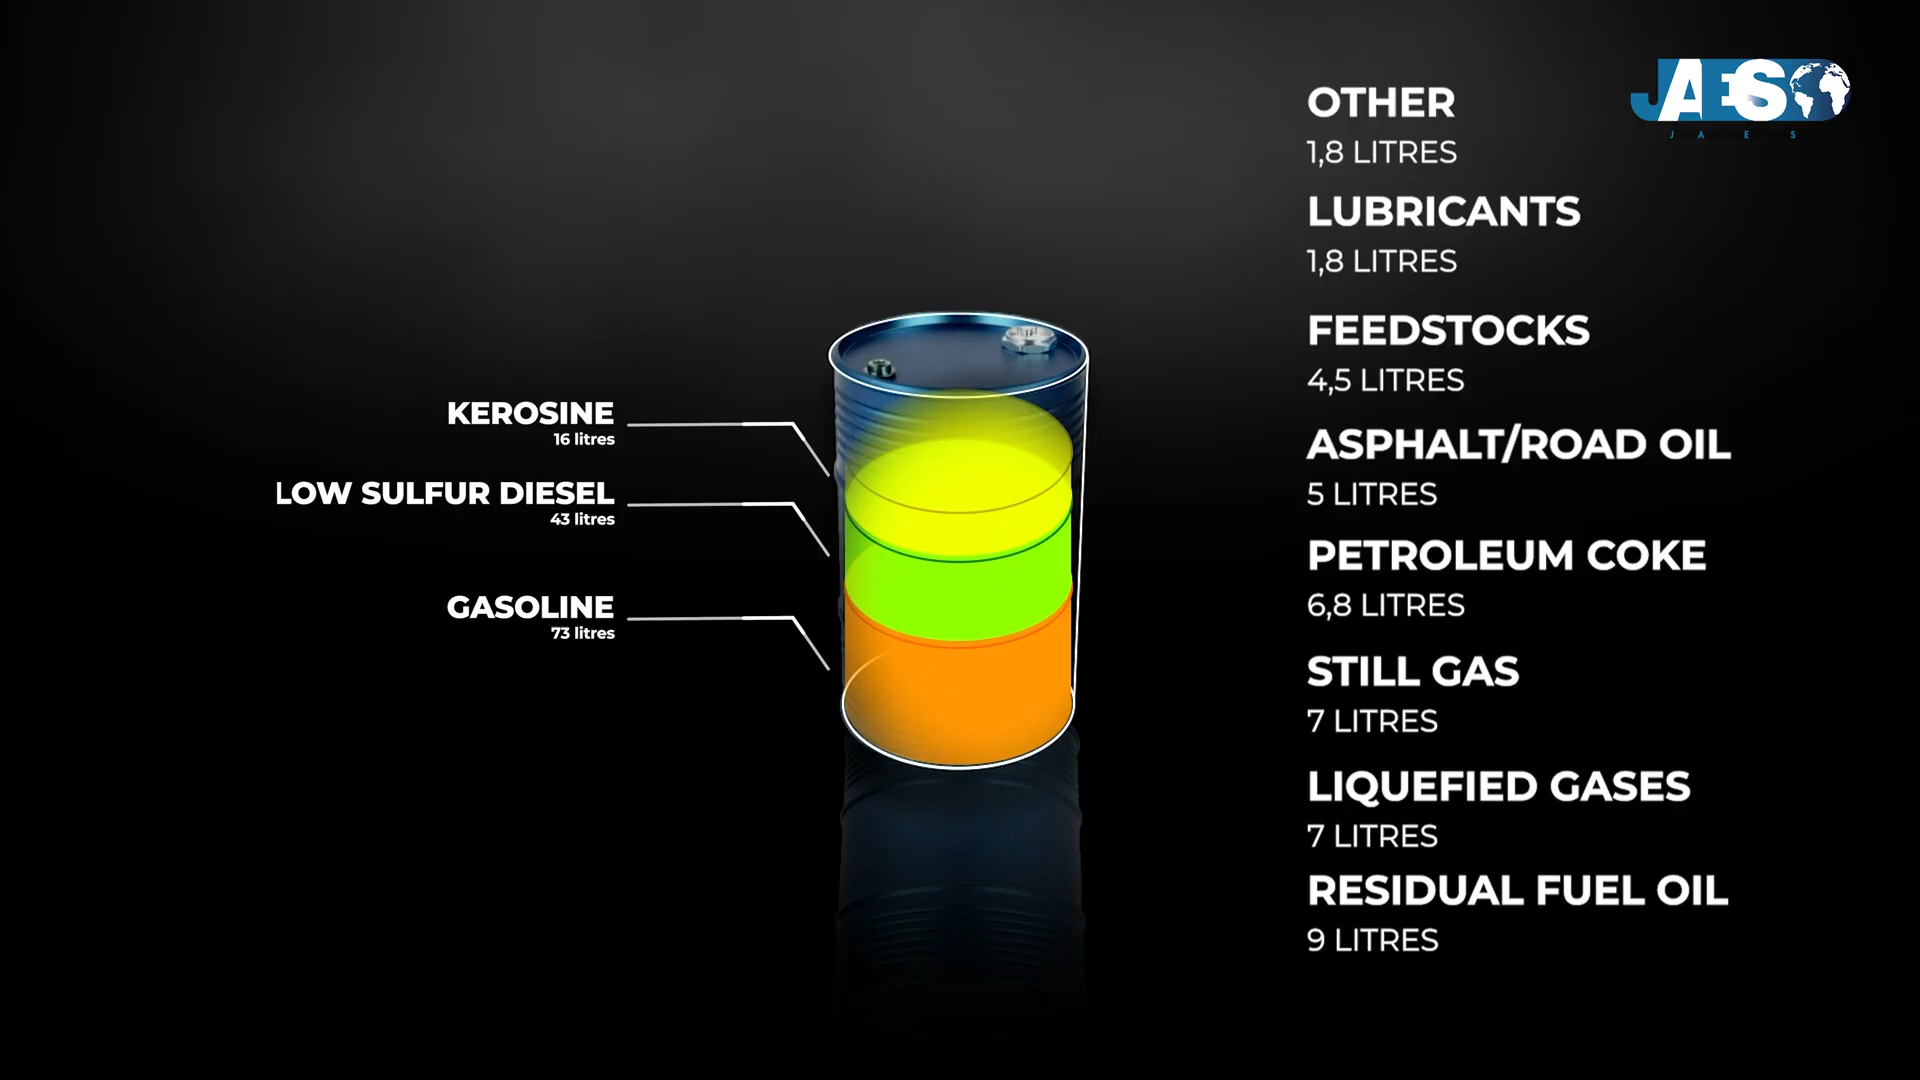 KEROSINE
16 litres
LOW SULFUR DIESEL
43 litres
GASOLINE
73 litres
OTHER
1,8 LITRES
LUBRICANTS
1,8 LITRES
FEEDSTOCKS
4,5 LITRES
ASPHALT/ROAD OIL
5 LITRES
PETROLEUM COKE
6,8 LITRES
STILL GAS
7 LITRES
LIQUEFIED GASES
7 LITRES
RESIDUAL FUEL OIL
9 LITRES
JAES
J A E S